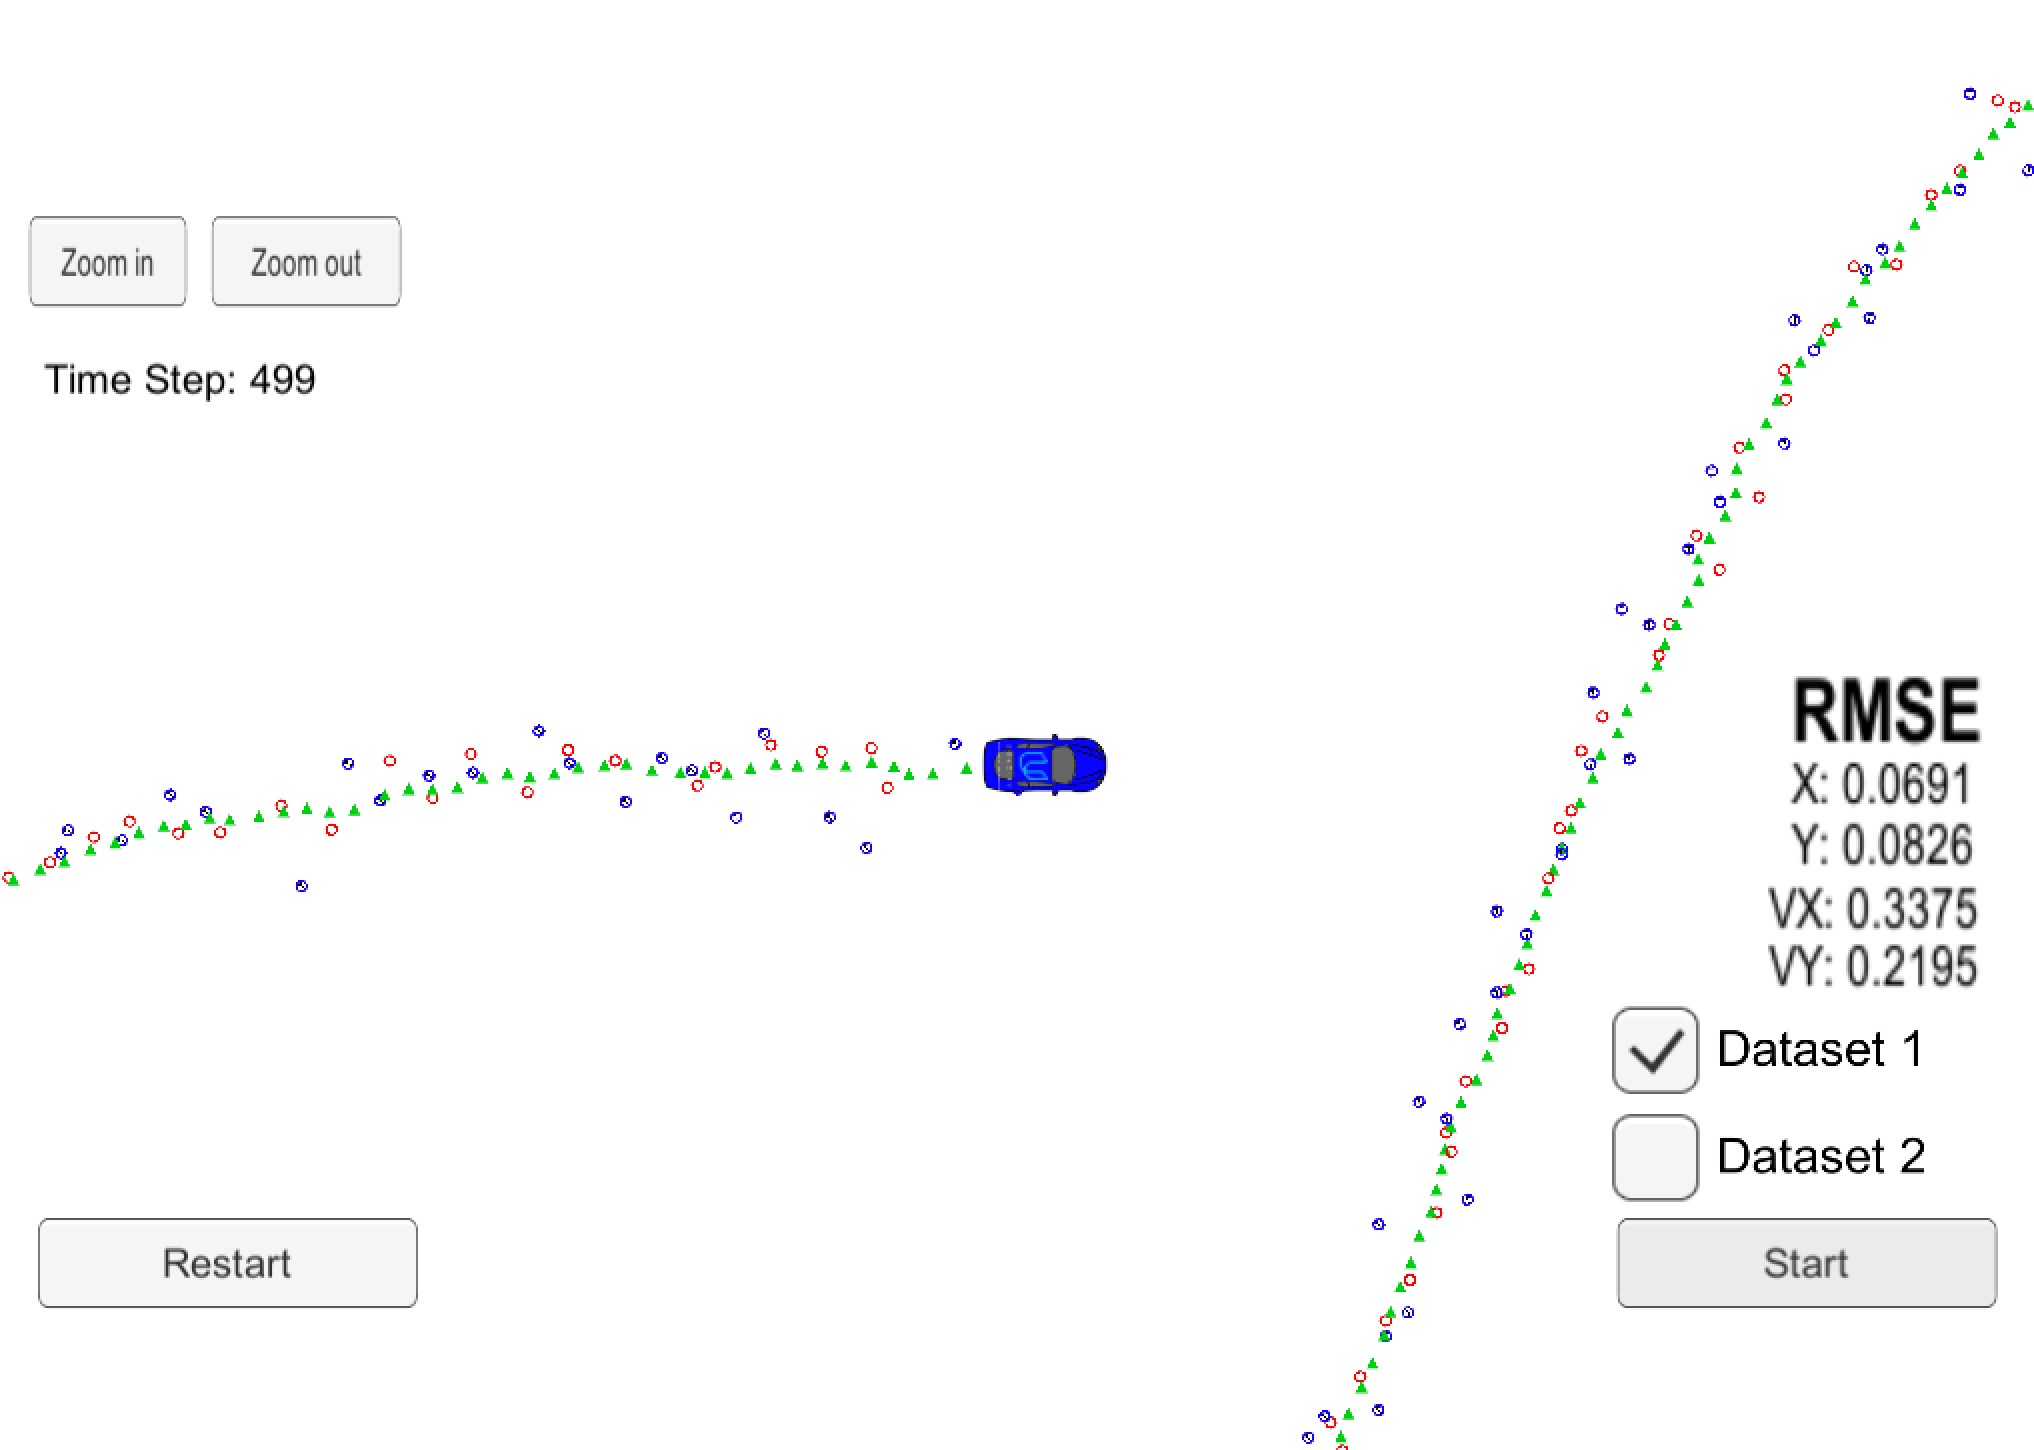 Zoom in
Zoom out
Time Step: 499
RMSE
X: 0.0691
Y: 0.0826
VX: 0.3375
VY: 0.2195
Dataset 1
Dataset 2
Restart
Start